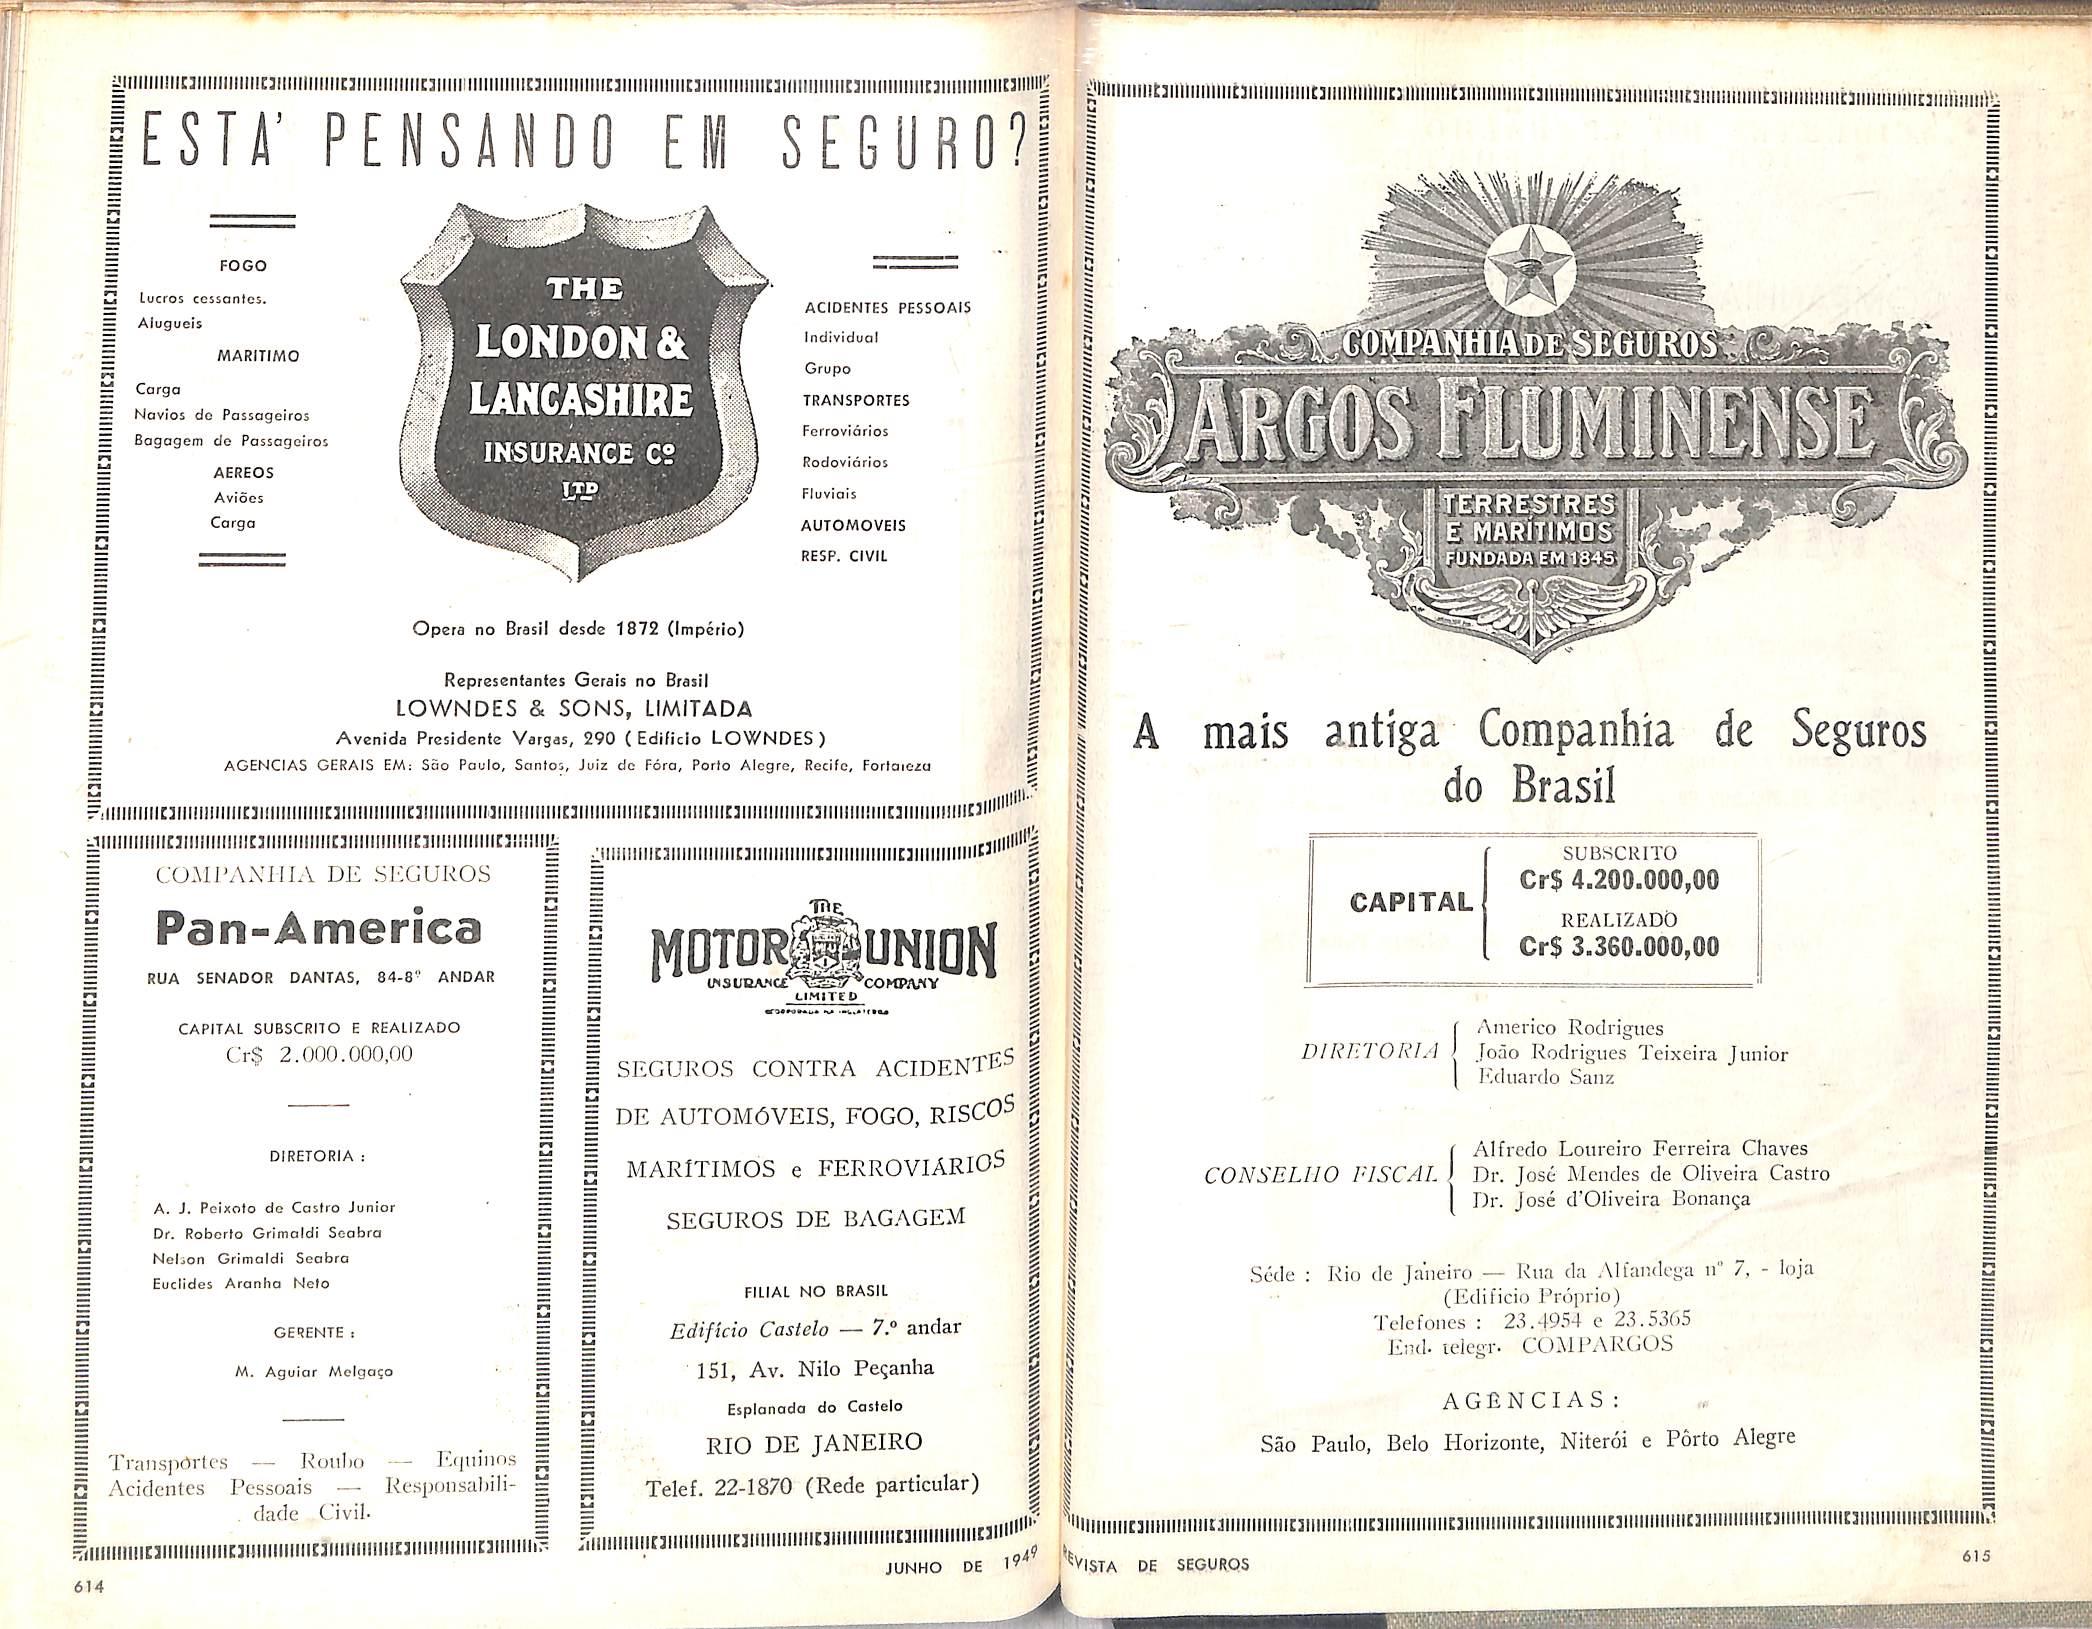 ESTA' PENSANDO EM SEGURO?
FOGO
Lucros cessantes.
Alugueis
MARITIMO
Carga
Navios de Passageiros
Bagagem de Passageiros
AEREOS
Aviões
Carga
THE
LONDON &
LANCASHIRE
INSURANCE Cº
LTD
ACIDENTES PESSOAIS
Individual
Grupo
TRANSPORTES
Ferroviários
Rodoviários
Fluviais
AUTOMOVEIS
RESP. CIVIL
Opera no Brasil desde 1872 (Império)
Representantes Gerais no Brasil
LOWNDES & SONS, LIMITADA
Avenida Presidente Vargas, 290 (Edificio LOWNDES)
AGENCIAS GERAIS EM: São Paulo, Santos, Juiz de Fóra, Porto Alegre, Recife, Fortaleza
COMPANHIA DE SEGUROS
Pan-America
RUA SENADOR DANTAS, 84-8º ANDAR
CAPITAL SUBSCRITO E REALIZADO
Cr$ 2.000.000,00
DIRETORIA :
A. J. Peixoto de Castro Junior
Dr. Roberto Grimaldi Seabra
Nelson Grimaldi Seabra
Euclides Aranha Neto
GERENTE :
M. Aguiar Melgaço
Transpórtes — Roubo — Equinos
Acidentes Pessoais — Responsabili-
dade Civil.
THE
MOTOR UNION
INSURANCE COMPANY
LIMITED
SEGUROS CONTRA ACIDENTES
DE AUTOMÓVEIS, FOGO, RISCOS
MARÍTIMOS e FERROVIÁRIOS
SEGUROS DE BAGAGEM
FILIAL NO BRASIL
Edifício Castelo — 7.º andar
151, Av. Nilo Peçanha
Esplanada do Castelo
RIO DE JANEIRO
Telef. 22-1870 (Rede particular)
614
JUNHO DE 1949
COMPANHIA DE SEGUROS
ARGOS FLUMINENSE
TERRESTRES
E MARÍTIMOS
FUNDADA EM 1845
A mais antiga Companhia de Seguros
do Brasil
CAPITAL
SUBSCRITO
Cr$ 4.200.000,00
REALIZADO
Cr$ 3.360.000,00
DIRETORIA
Americo Rodrigues
João Rodrigues Teixeira Junior
Eduardo Sanz
CONSELHO FISCAL
Alfredo Loureiro Ferreira Chaves
Dr. José Mendes de Oliveira Castro
Dr. José d'Oliveira Bonança
Séde : Rio de Janeiro — Rua da Alfandega nº 7, - loja
(Edificio Próprio)
Telefones : 23.4954 e 23.5365
End. telegr. COMPARGOS
AGÊNCIAS:
São Paulo, Belo Horizonte, Niterói e Pôrto Alegre
REVISTA DE SEGUROS
615